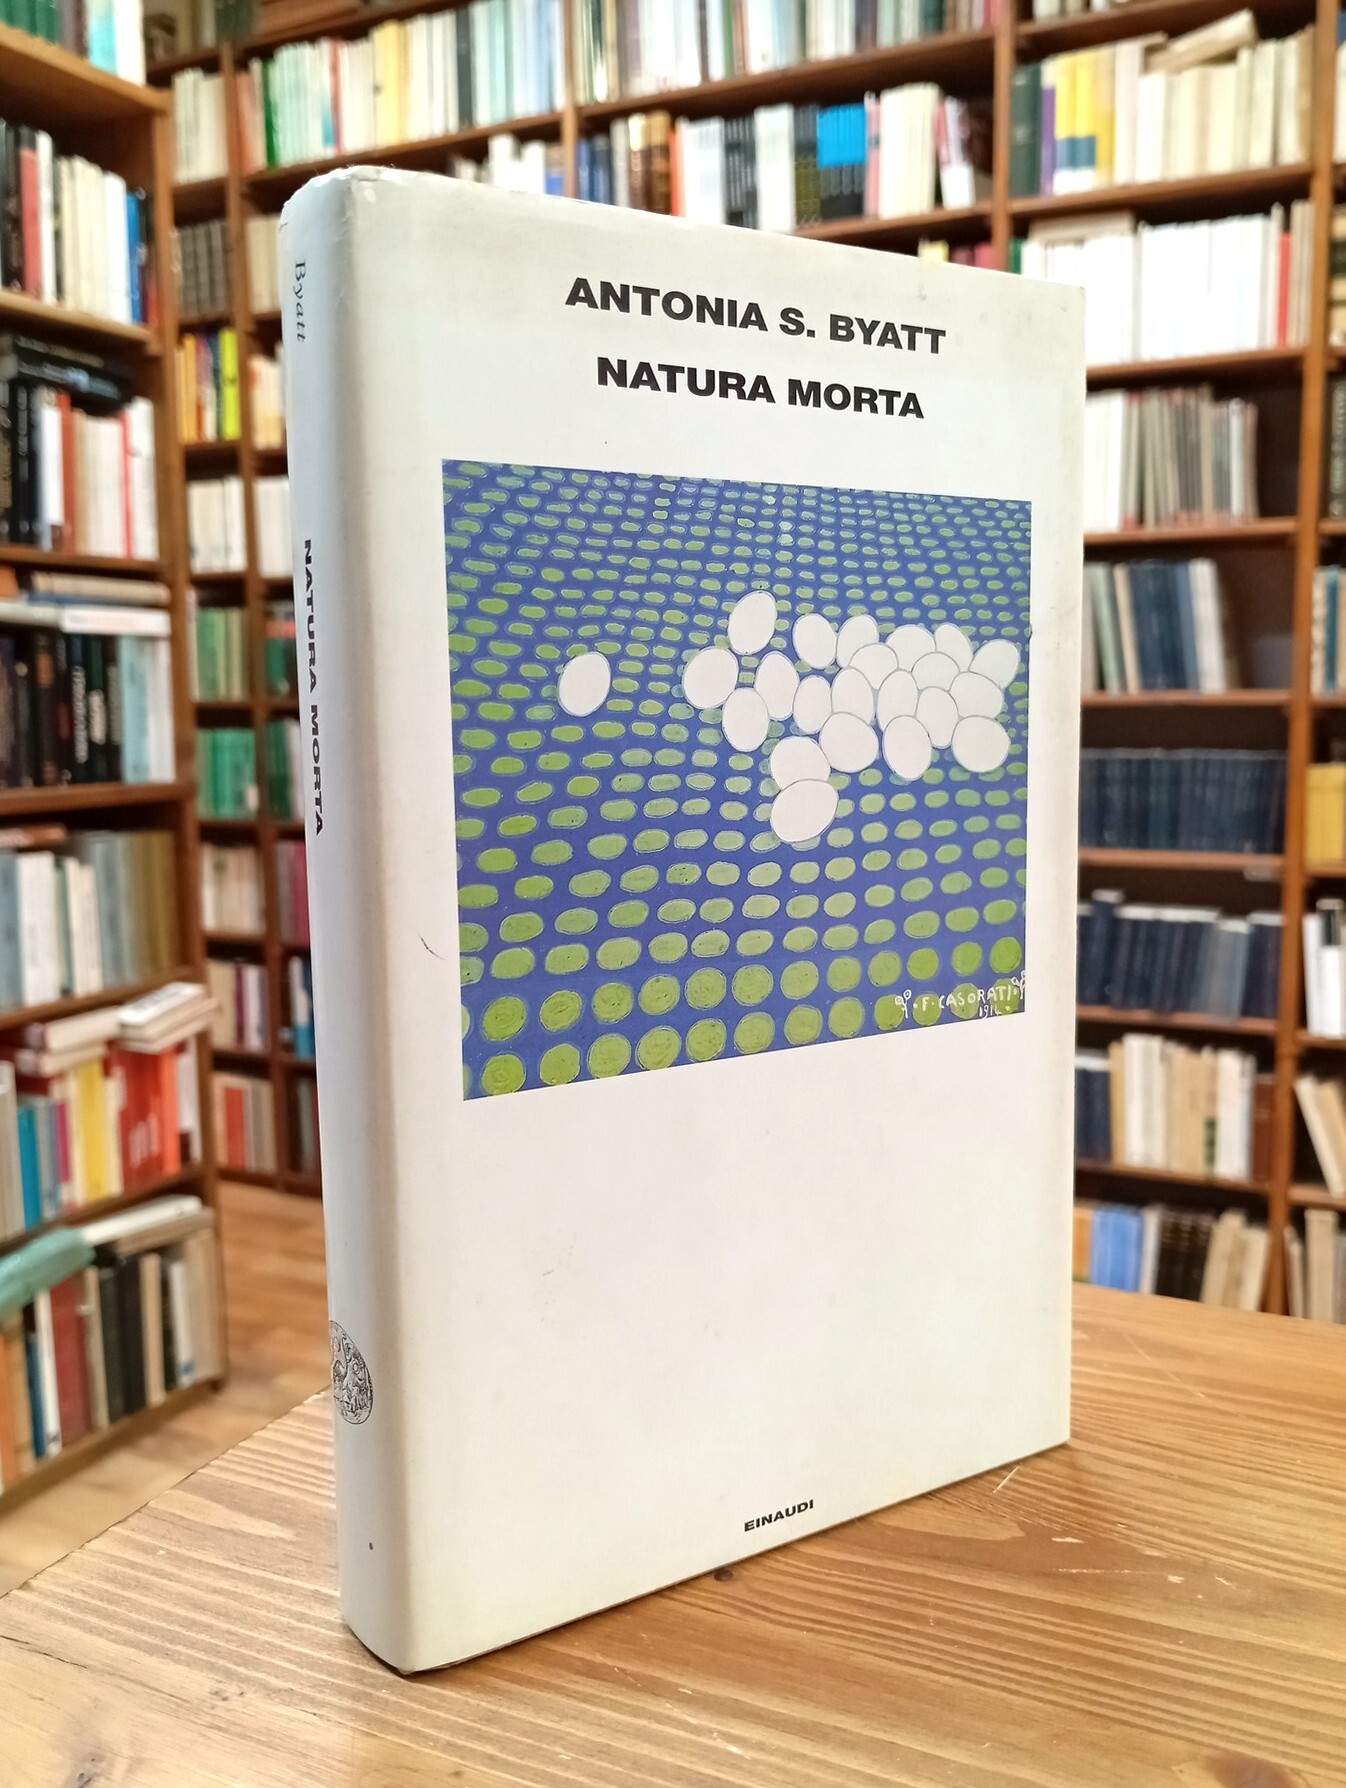 ANTONIA S. BYATT
NATURA MORTA
F. CASORATI
EINAUDI
Byatt
NATURA MORTA